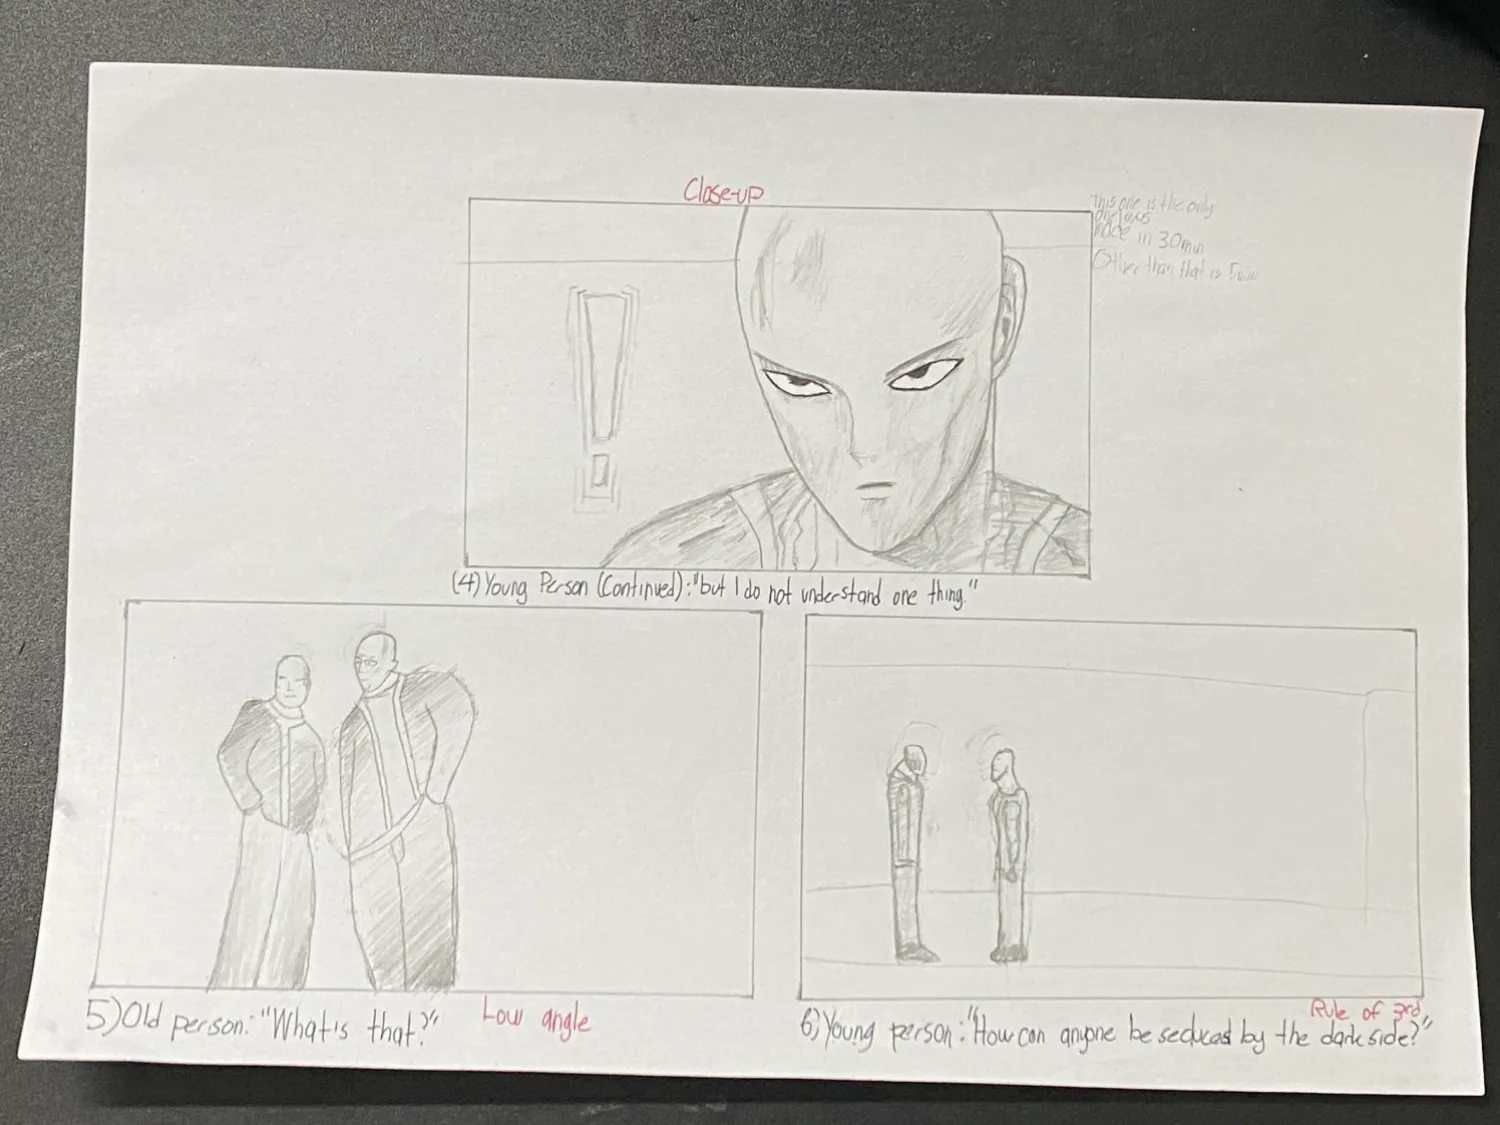 Close-up
this one is the only
one I was
made in 30min
Other than that is 5min
(4) Young Person (Continued): "but I do not understand one thing."
5) Old person: "What's that?"
Low angle
Rule of 3rd
6) Young person: "How can anyone be seduced by the dark side?"